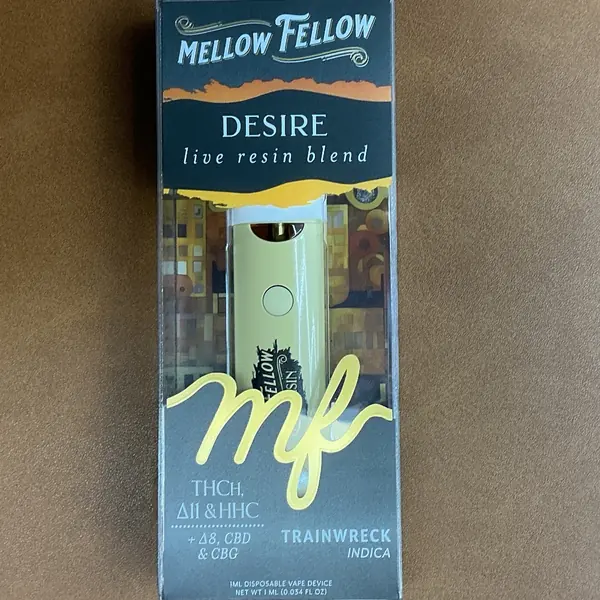 MELLOW FELLOW
DESIRE
live resin blend
FELLOW
mf
THCH,
Δ11 & HHC
+ Δ8, CBD
& CBG
TRAINWRECK
INDICA
1ML DISPOSABLE VAPE DEVICE
NET WT 1 ML (0.034 FL OZ)